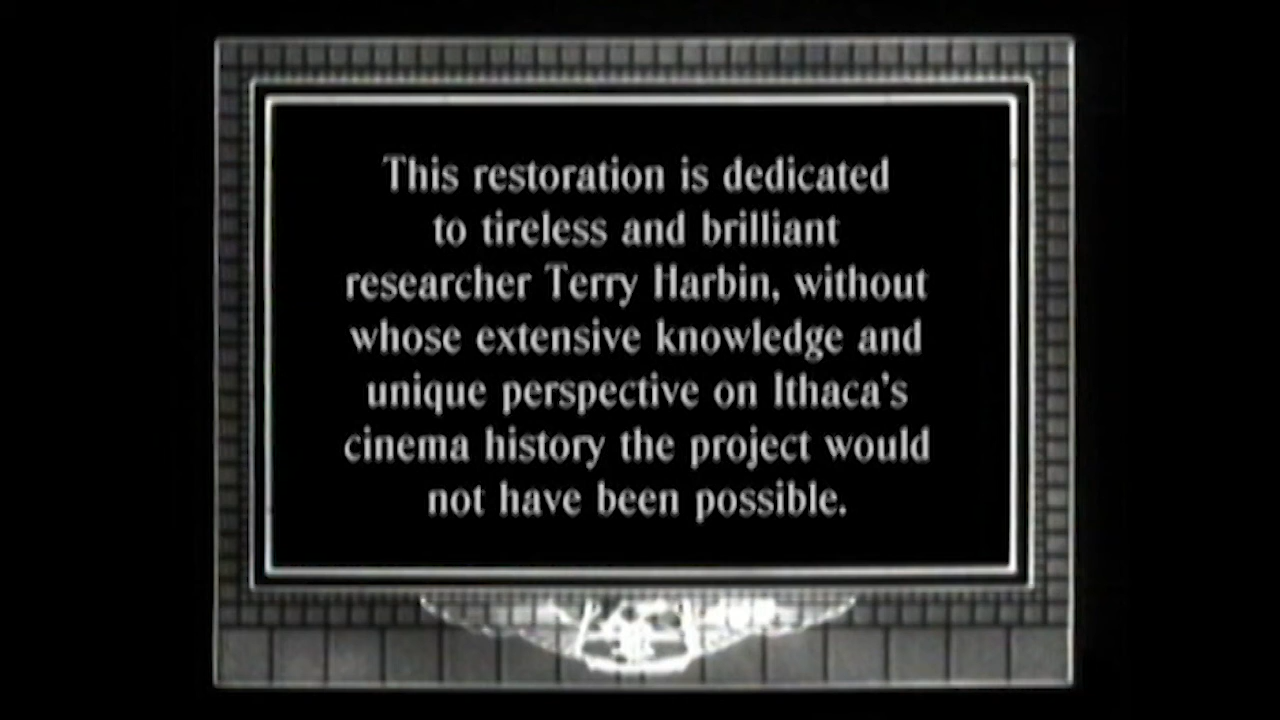 This restoration is dedicated
to tireless and brilliant
researcher Terry Harbin, without
whose extensive knowledge and
unique perspective on Ithaca's
cinema history the project would
not have been possible.